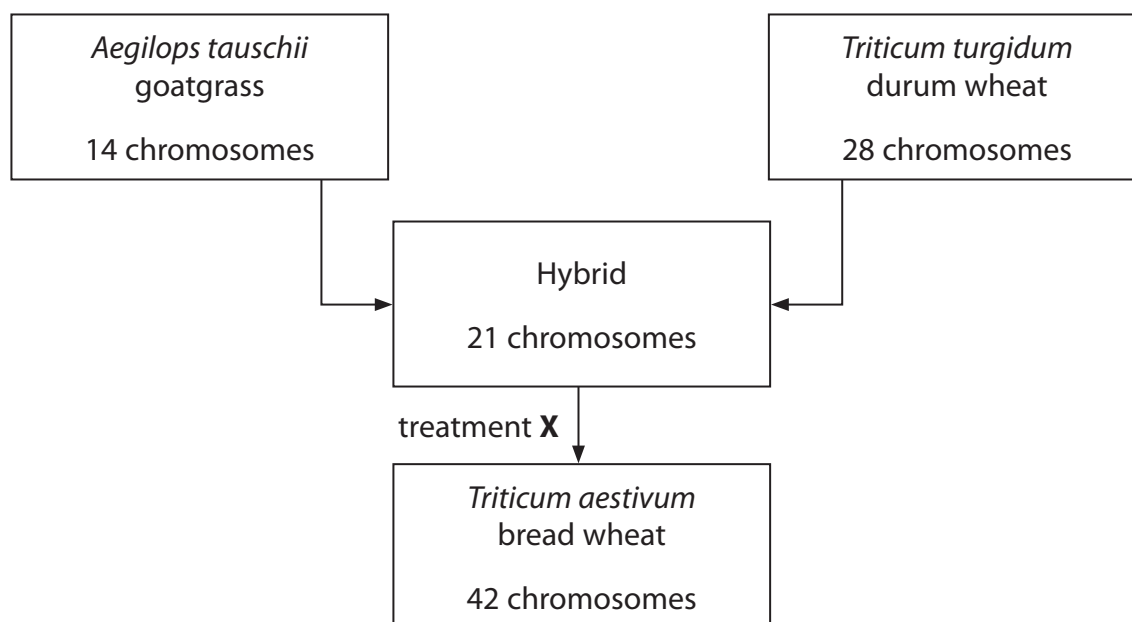 Aegilops tauschii
goatgrass
14 chromosomes
Triticum turgidum
durum wheat
28 chromosomes
Hybrid
21 chromosomes
treatment X
Triticum aestivum
bread wheat
42 chromosomes